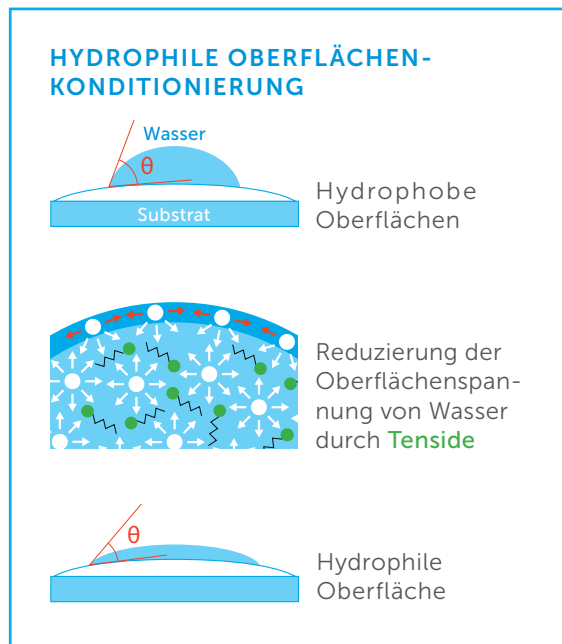 HYDROPHILE OBERFLÄCHEN-
KONDITIONIERUNG
Wasser
θ
Substrat
Hydrophobe
Oberflächen
Reduzierung der
Oberflächenspan-
nung von Wasser
durch Tenside
θ
Hydrophile
Oberfläche